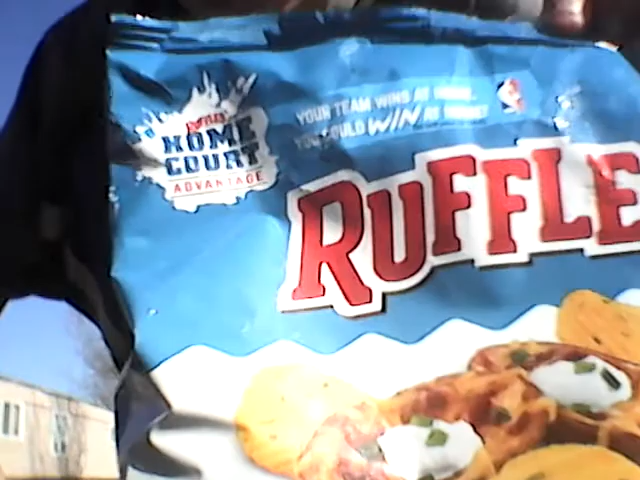 YOUR TEAM WINS AT HOME...
YOU COULD WIN AT HOME!
HOME
COURT
ADVANTAGE
RUFFLE